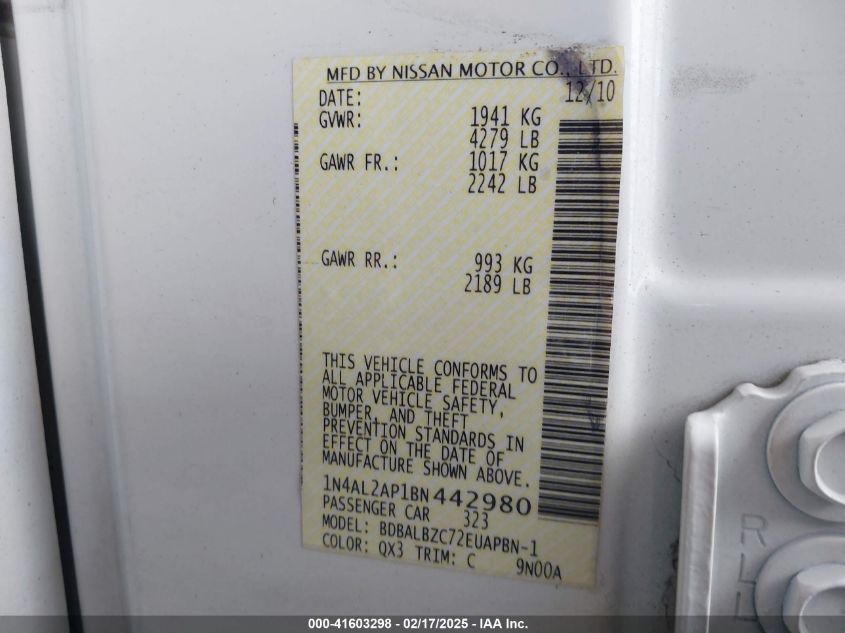 MFD BY NISSAN MOTOR CO., LTD.
DATE: 12/10
GVWR: 1941 KG
4279 LB
GAWR FR.: 1017 KG
2242 LB
GAWR RR.: 993 KG
2189 LB
THIS VEHICLE CONFORMS TO
ALL APPLICABLE FEDERAL
MOTOR VEHICLE SAFETY,
BUMPER, AND THEFT
PREVENTION STANDARDS IN
EFFECT ON THE DATE OF
MANUFACTURE SHOWN ABOVE.
1N4AL2AP1BN442980
PASSENGER CAR 323
MODEL: BDBALBZC72EUAPBN-1
COLOR: QX3 TRIM: C 9N00A
000-41603298 - 02/17/2025 - IAA Inc.